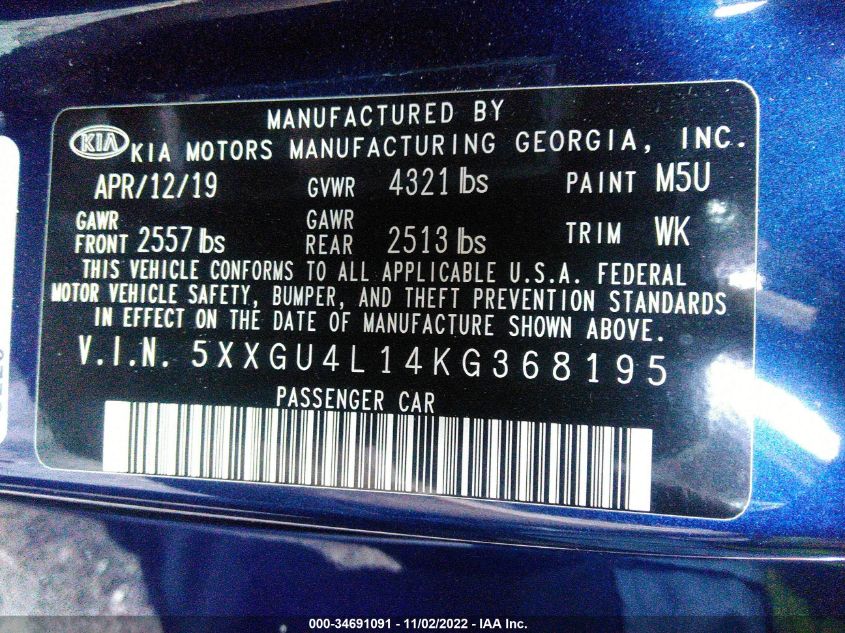 MANUFACTURED BY
KIA KIA MOTORS MANUFACTURING GEORGIA, INC.
APR/12/19 GVWR 4321 lbs PAINT M5U
GAWR FRONT 2557 lbs GAWR REAR 2513 lbs TRIM WK
THIS VEHICLE CONFORMS TO ALL APPLICABLE U.S.A. FEDERAL
MOTOR VEHICLE SAFETY, BUMPER, AND THEFT PREVENTION STANDARDS
IN EFFECT ON THE DATE OF MANUFACTURE SHOWN ABOVE.
V.I.N. 5XXGU4L14KG368195
PASSENGER CAR
000-34691091 - 11/02/2022 - IAA Inc.